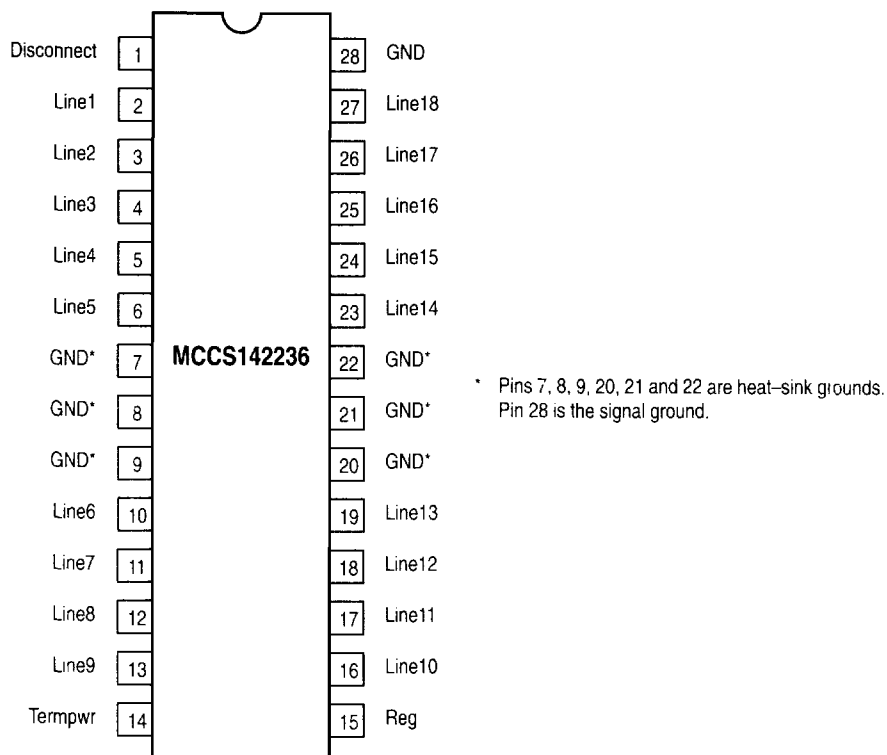 Disconnect 1 28 GND
Line1 2 27 Line18
Line2 3 26 Line17
Line3 4 25 Line16
Line4 5 24 Line15
Line5 6 23 Line14
GND* 7 MCCS142236 22 GND*
GND* 8 21 GND*
GND* 9 20 GND*
Line6 10 19 Line13
Line7 11 18 Line12
Line8 12 17 Line11
Line9 13 16 Line10
Termpwr 14 15 Reg
* Pins 7, 8, 9, 20, 21 and 22 are heat–sink grounds.
Pin 28 is the signal ground.